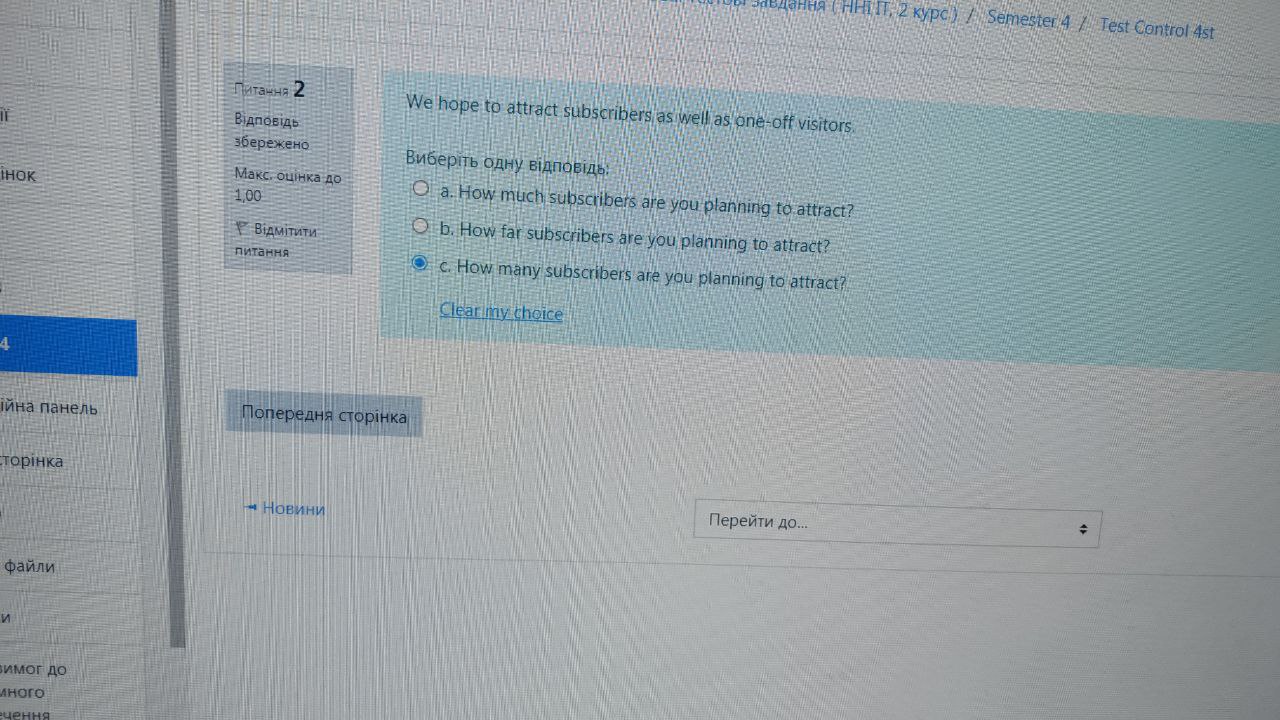 завдання ( ННІ ІТ, 2 курс ) / Semester 4 / Test Control 4st
ії
інок
4
ійна панель
торінка
файли
и
вимог до
много
ечення
Питання 2
Відповідь
збережено
Макс. оцінка до
1,00
Відмітити
питання
We hope to attract subscribers as well as one-off visitors.
Виберіть одну відповідь:
a. How much subscribers are you planning to attract?
b. How far subscribers are you planning to attract?
c. How many subscribers are you planning to attract?
Clear my choice
Попередня сторінка
Новини
Перейти до...